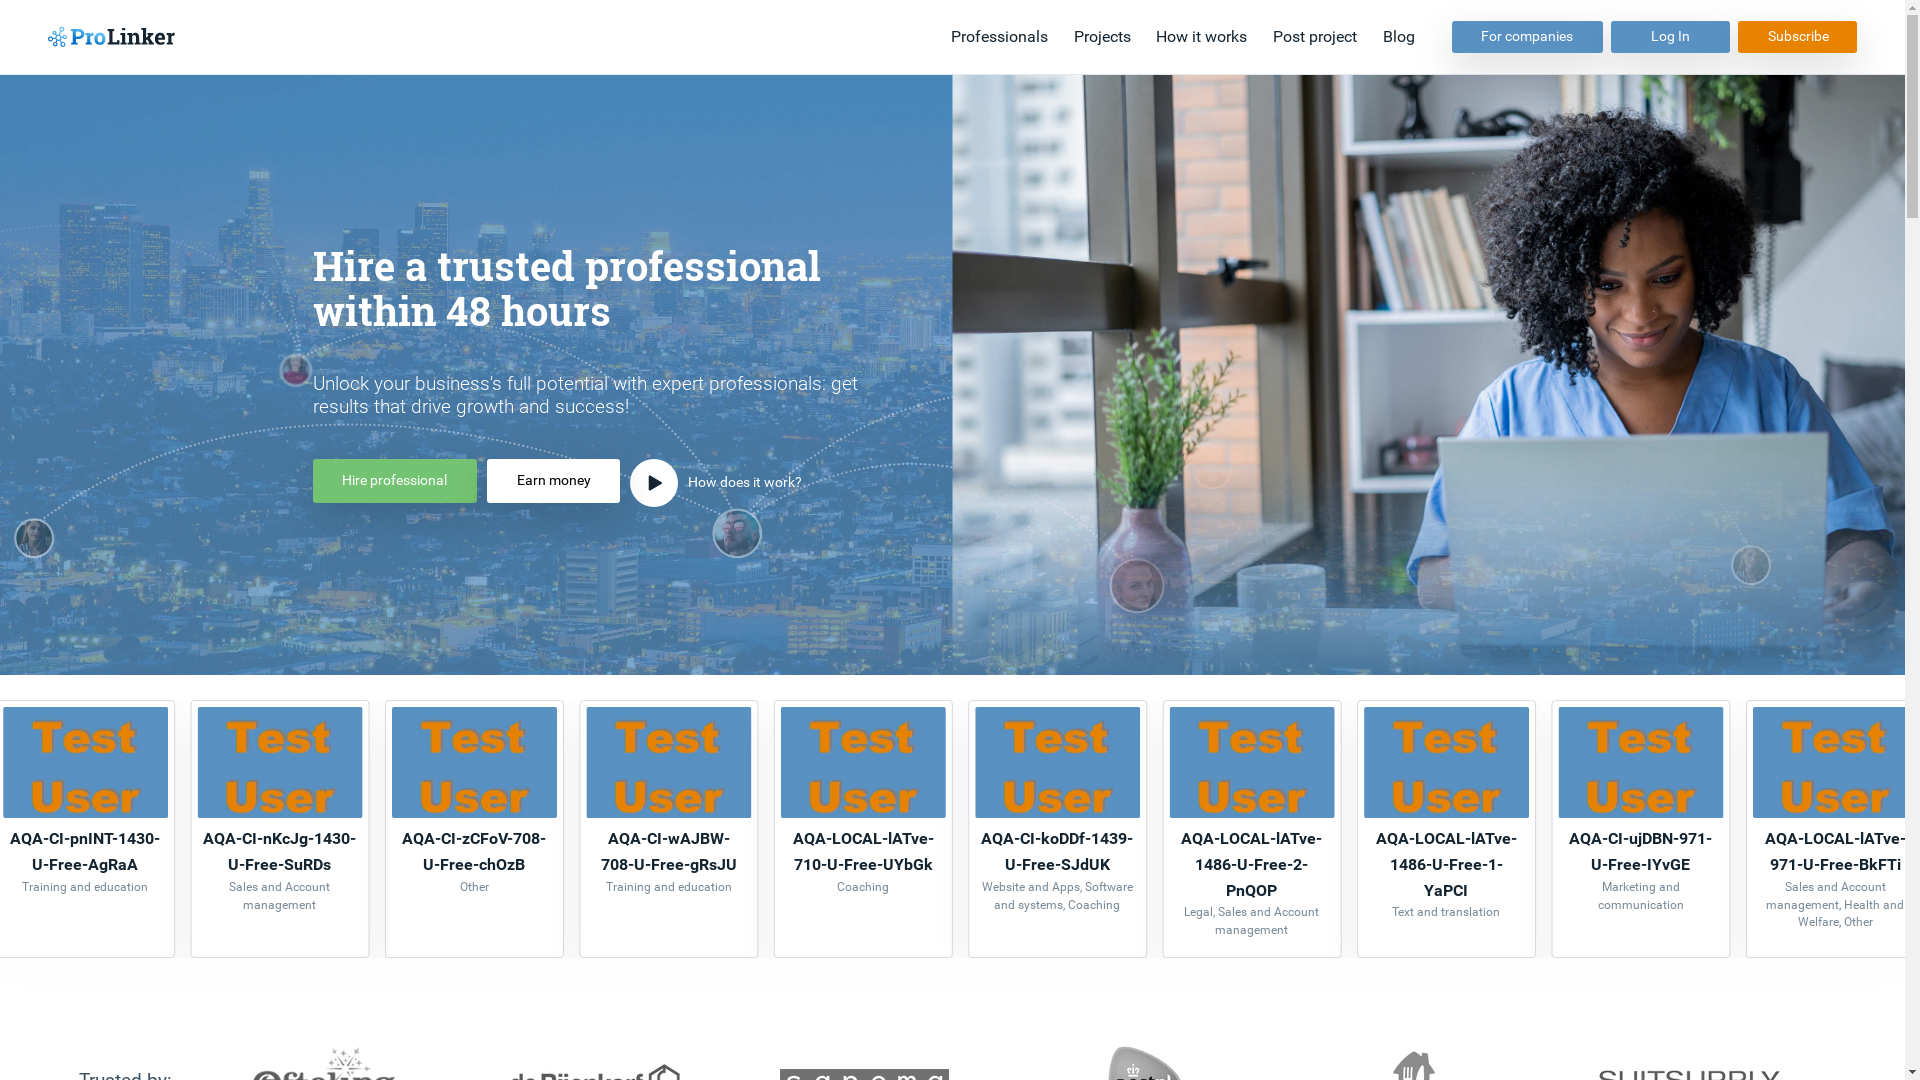 ProLinker
Professionals
Projects
How it works
Post project
Blog
For companies
Log In
Subscribe
Hire a trusted professional
within 48 hours
Unlock your business's full potential with expert professionals: get
results that drive growth and success!
Hire professional
Earn money
How does it work?
Test
User
AQA-CI-pnINT-1430-
U-Free-AgRaA
Training and education
Test
User
AQA-CI-nKcJg-1430-
U-Free-SuRDs
Sales and Account
management
Test
User
AQA-CI-zCFoV-708-
U-Free-chOzB
Other
Test
User
AQA-CI-wAJBW-
708-U-Free-gRsJU
Training and education
Test
User
AQA-LOCAL-lATve-
710-U-Free-UYbGk
Coaching
Test
User
AQA-CI-koDDf-1439-
U-Free-SJdUK
Website and Apps, Software
and systems, Coaching
Test
User
AQA-LOCAL-lATve-
1486-U-Free-2-
PnQOP
Legal, Sales and Account
management
Test
User
AQA-LOCAL-lATve-
1486-U-Free-1-
YaPCI
Text and translation
Test
User
AQA-CI-ujDBN-971-
U-Free-IYvGE
Marketing and
communication
Test
User
AQA-LOCAL-lATve-
971-U-Free-BkFTi
Sales and Account
management, Health and
Welfare, Other
Trusted by:
Efteling
de Bijenkorf
sanoma
postnl
SUITSUPPLY